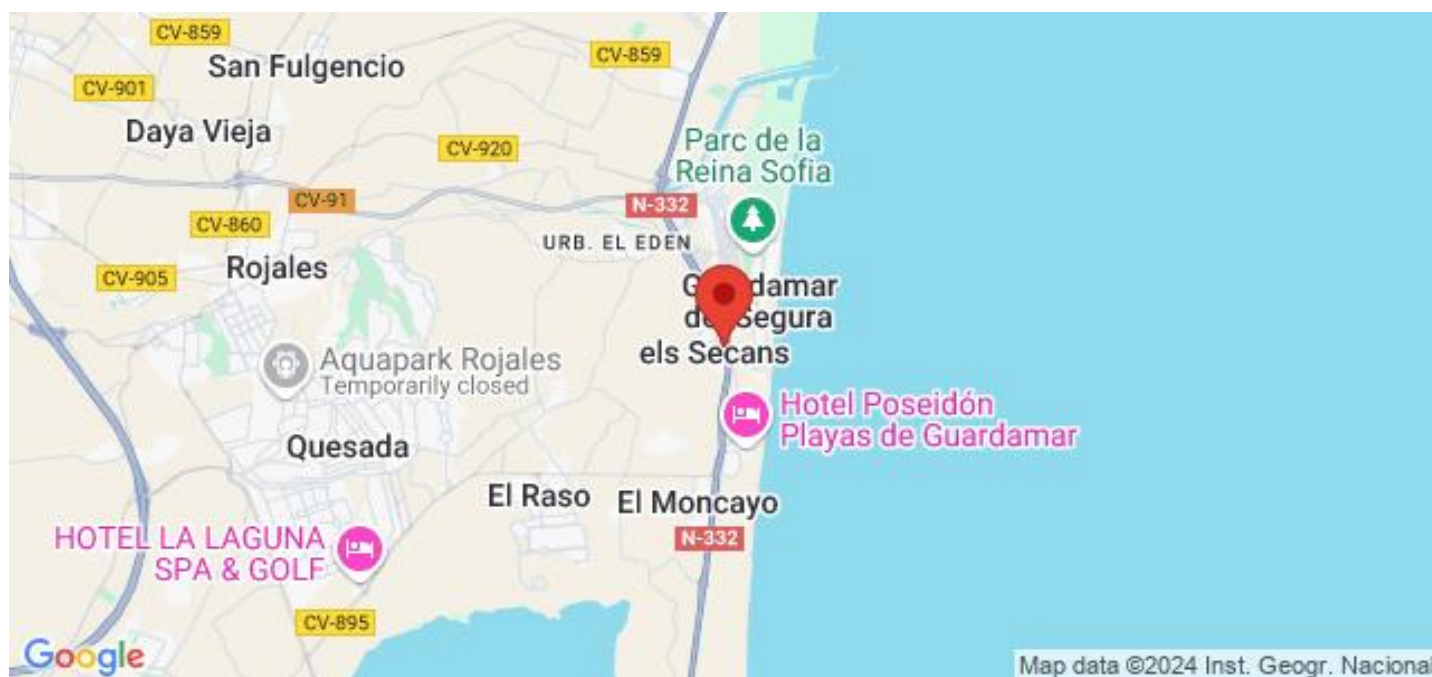 CV-859
San Fulgencio
CV-859
CV-901
Daya Vieja
CV-920
Parc de la
Reina Sofia
CV-91
N-332
CV-860
URB. EL EDEN
Rojales
CV-905
G damar
de Segura
els Secans
Aquapark Rojales
Temporarily closed
Hotel Poseidón
Playas de Guardamar
Quesada
El Raso
El Moncayo
HOTEL LA LAGUNA
SPA & GOLF
N-332
CV-895
Google
Map data ©2024 Inst. Geogr. Nacional